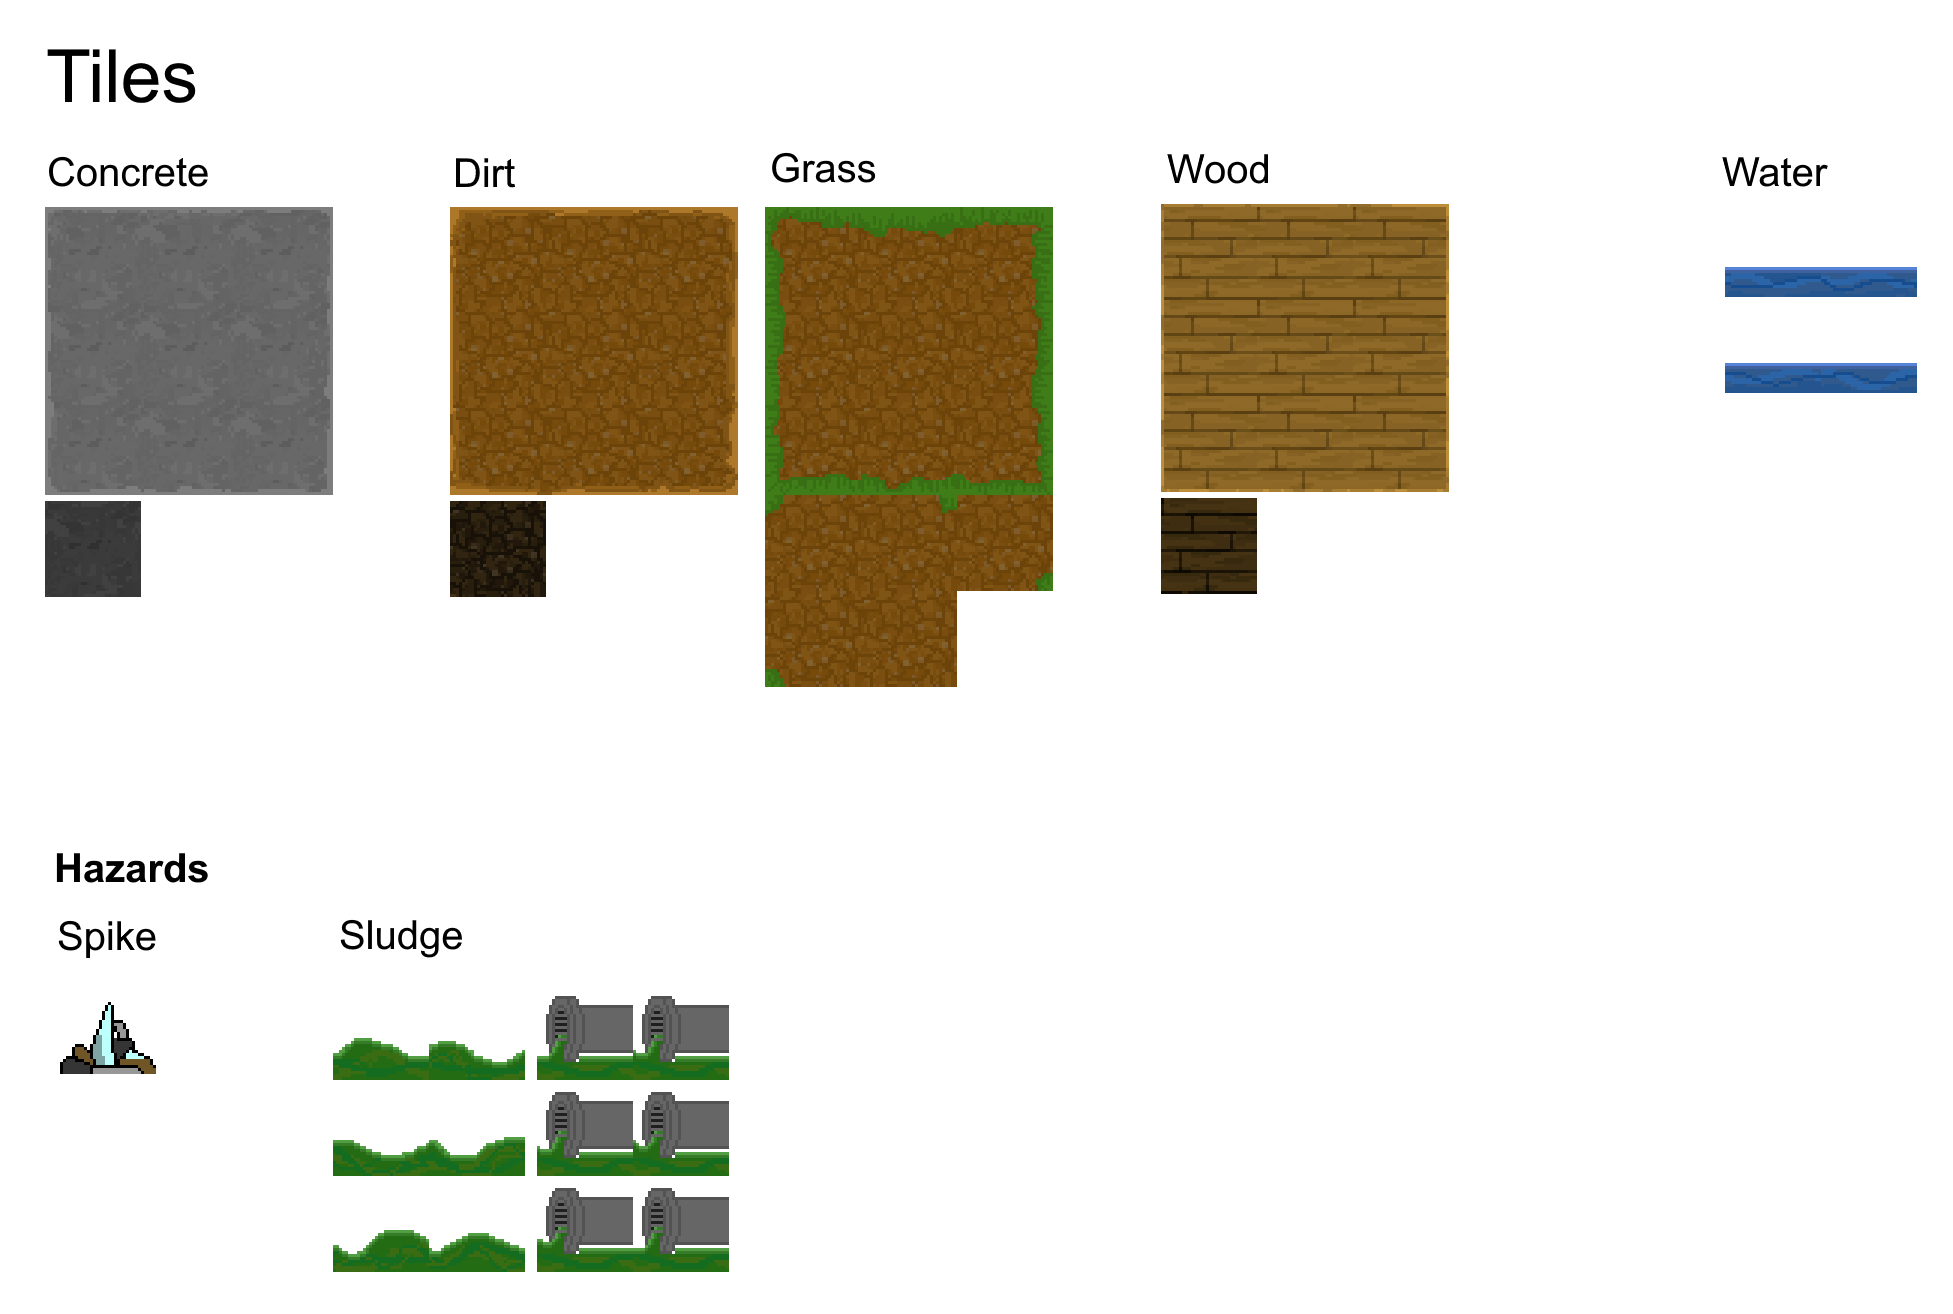 Tiles
Concrete
Dirt
Grass
Wood
Water
Hazards
Spike
Sludge